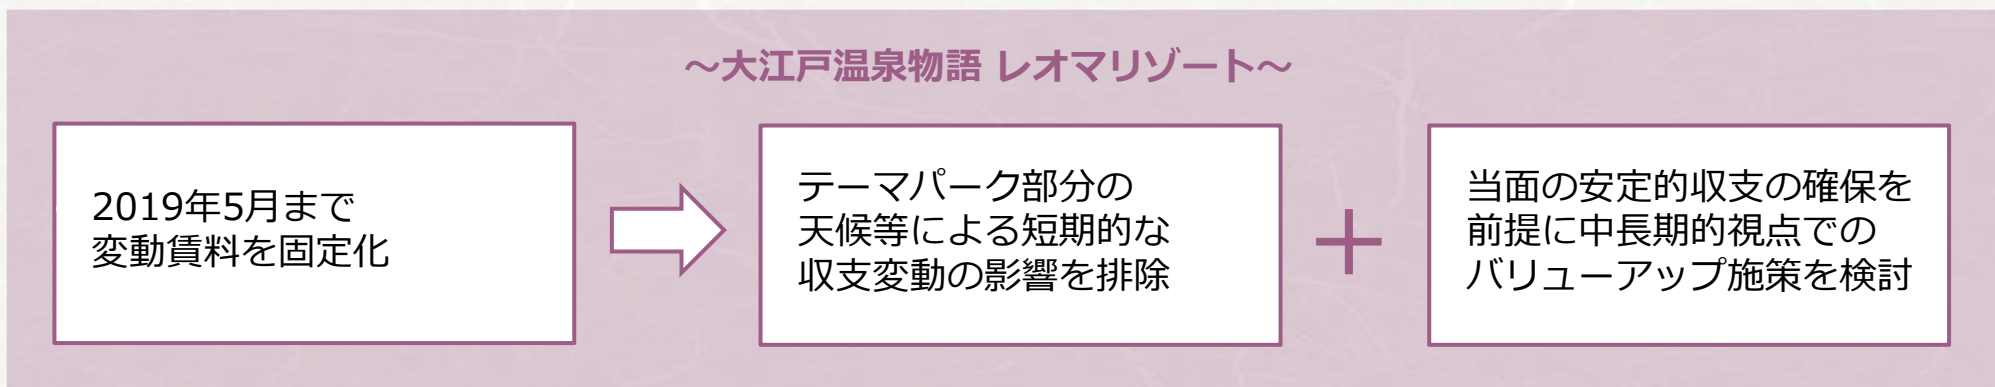 ～大江戸温泉物語 レオマリゾート～
2019年5月まで
変動賃料を固定化
テーマパーク部分の
天候等による短期的な
収支変動の影響を排除
＋
当面の安定的収支の確保を
前提に中長期的視点での
バリューアップ施策を検討